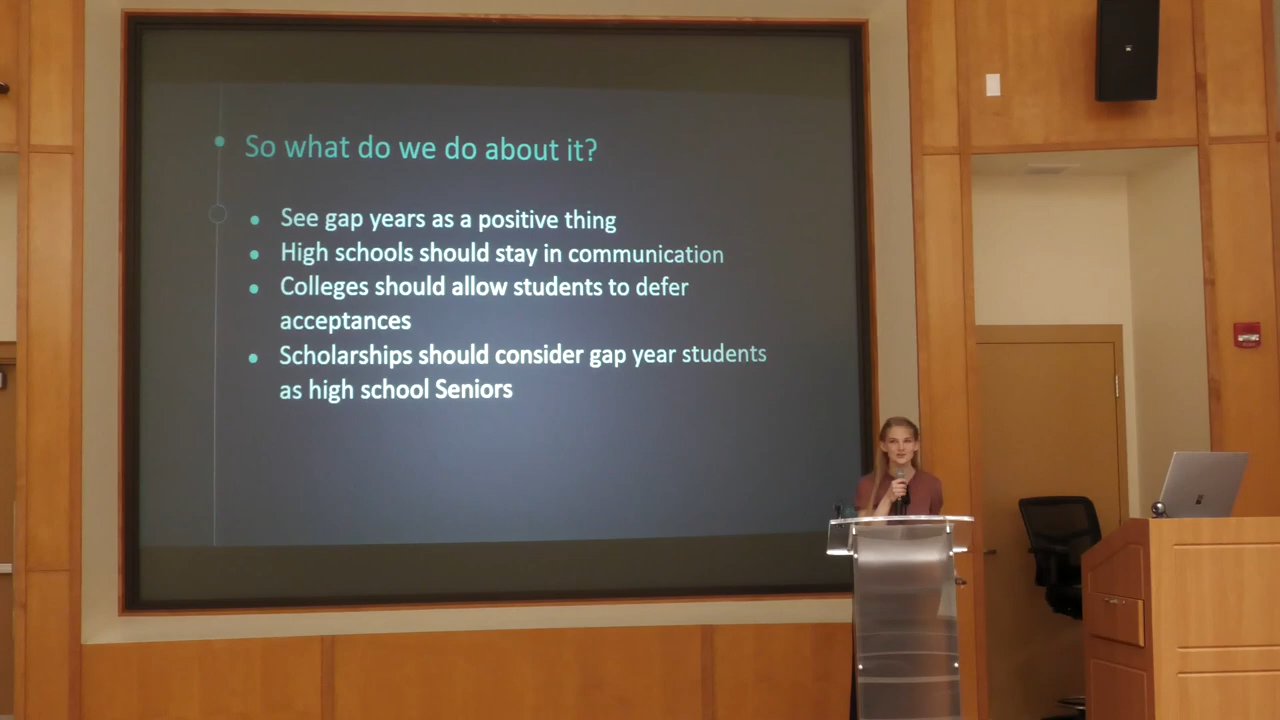 So what do we do about it?
See gap years as a positive thing
High schools should stay in communication
Colleges should allow students to defer
acceptances
Scholarships should consider gap year students
as high school Seniors